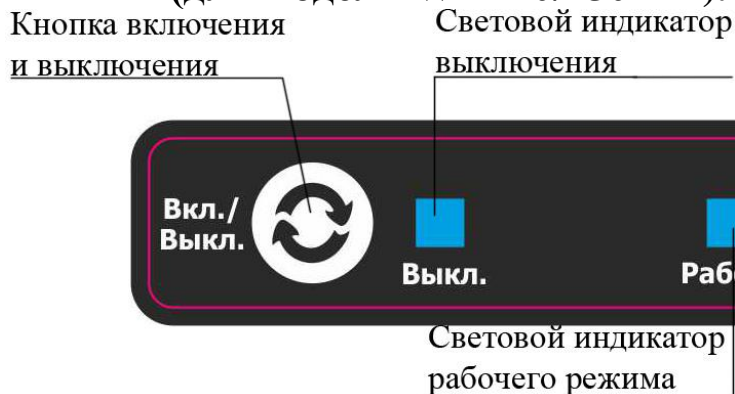 Кнопка включения
и выключения
Световой индикатор
выключения
Вкл./
Выкл.
Выкл.
Световой индикатор
рабочего режима